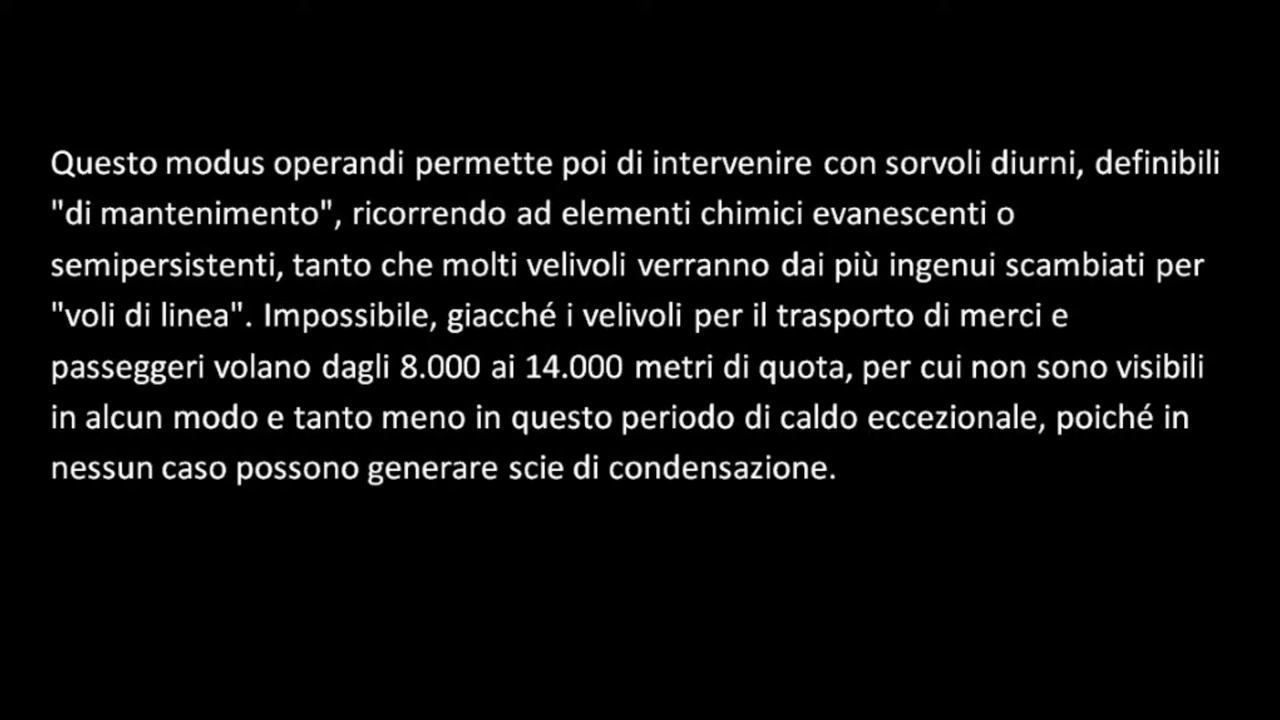 Questo modus operandi permette poi di intervenire con sorvoli diurni, definibili
"di mantenimento", ricorrendo ad elementi chimici evanescenti o
semipersistenti, tanto che molti velivoli verranno dai più ingenui scambiati per
"voli di linea". Impossibile, giacché i velivoli per il trasporto di merci e
passeggeri volano dagli 8.000 ai 14.000 metri di quota, per cui non sono visibili
in alcun modo e tanto meno in questo periodo di caldo eccezionale, poiché in
nessun caso possono generare scie di condensazione.